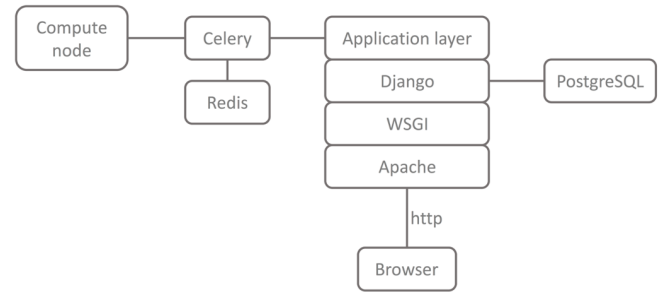 Compute
node
Celery
Application layer
Redis
Django
PostgreSQL
WSGI
Apache
http
Browser